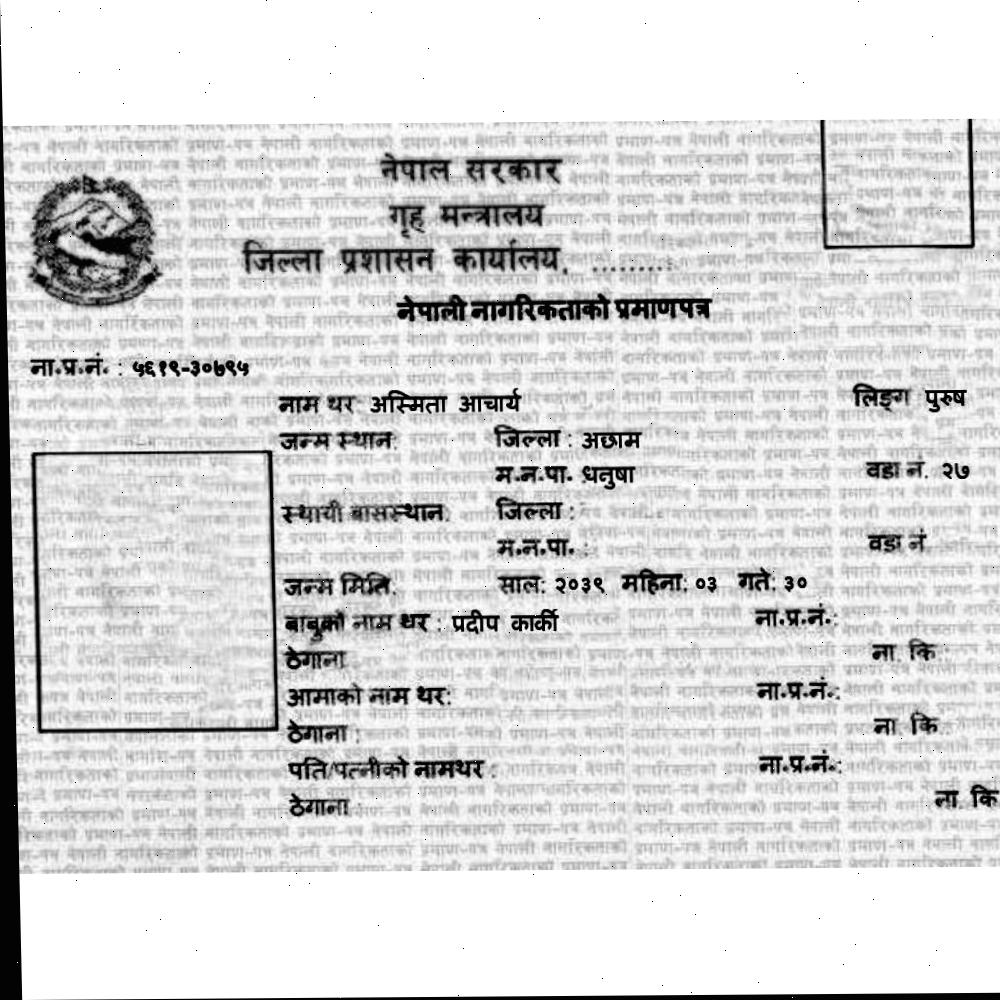 नेपाल सरकार
गृह मन्त्रालय
जिल्ला प्रशासन कार्यालय, .........
नेपाली नागरिकताको प्रमाणपत्र
ना.प्र.नं. : ५६१९-३०७९५
नाम थर: अस्मिता आचार्य लिङ्ग पुरुष
जन्म स्थान: जिल्ला : अछाम
म.न.पा. धनुषा वडा नं. २७
स्थायी बासस्थान: जिल्ला :
म.न.पा. : वडा नं
जन्म मिति: साल: २०३९ महिना: ०३ गते: ३०
बाबुको नाम थर : प्रदीप कार्की ना.प्र.नं.:
ठेगाना ना. कि.:
आमाको नाम थर: ना.प्र.नं.:
ठेगाना : ना. कि.
पति/पत्नीको नामथर : ना.प्र.नं.:
ठेगाना : ना. कि